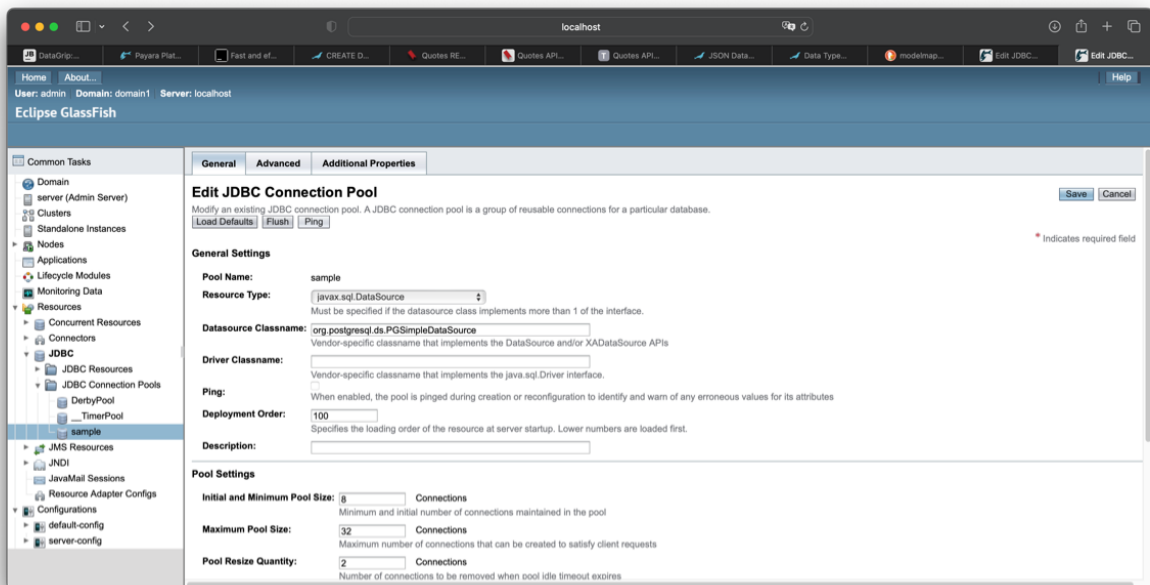 localhost
DataGrip:...
Payara Plat...
Fast and ef...
CREATE D...
Quotes RE...
Quotes API...
Quotes API...
JSON Data...
Data Type...
modelmap...
Edit JDBC...
Edit JDBC...
Home About... Help
User: admin Domain: domain1 Server: localhost
Eclipse GlassFish
Common Tasks
Domain
server (Admin Server)
Clusters
Standalone Instances
Nodes
Applications
Lifecycle Modules
Monitoring Data
Resources
Concurrent Resources
Connectors
JDBC
JDBC Resources
JDBC Connection Pools
DerbyPool
__TimerPool
sample
JMS Resources
JNDI
JavaMail Sessions
Resource Adapter Configs
Configurations
default-config
server-config
General Advanced Additional Properties
Edit JDBC Connection Pool
Save Cancel
Modify an existing JDBC connection pool. A JDBC connection pool is a group of reusable connections for a particular database.
Load Defaults Flush Ping
* Indicates required field
General Settings
Pool Name: sample
Resource Type: javax.sql.DataSource
Must be specified if the datasource class implements more than 1 of the interface.
Datasource Classname: org.postgresql.ds.PGSimpleDataSource
Vendor-specific classname that implements the DataSource and/or XADataSource APIs
Driver Classname:
Vendor-specific classname that implements the java.sql.Driver interface.
Ping:
When enabled, the pool is pinged during creation or reconfiguration to identify and warn of any erroneous values for its attributes
Deployment Order: 100
Specifies the loading order of the resource at server startup. Lower numbers are loaded first.
Description:
Pool Settings
Initial and Minimum Pool Size: 8 Connections
Minimum and initial number of connections maintained in the pool
Maximum Pool Size: 32 Connections
Maximum number of connections that can be created to satisfy client requests
Pool Resize Quantity: 2 Connections
Number of connections to be removed when pool idle timeout expires